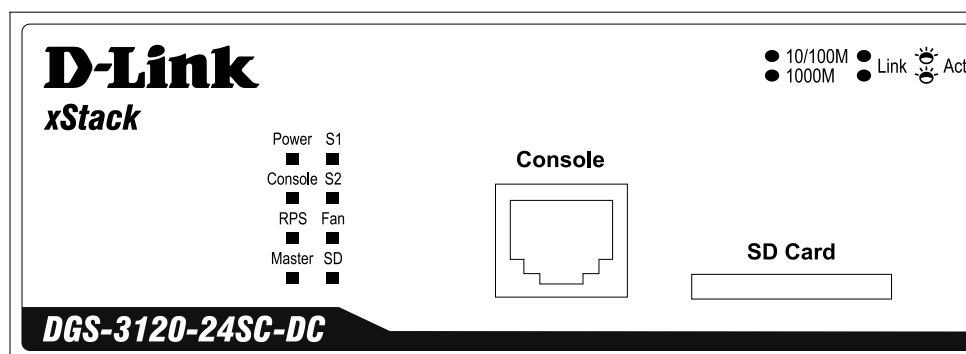 D-Link
xStack
10/100M
1000M
Link
Act
Power S1
Console S2
RPS Fan
Master SD
Console
SD Card
DGS-3120-24SC-DC